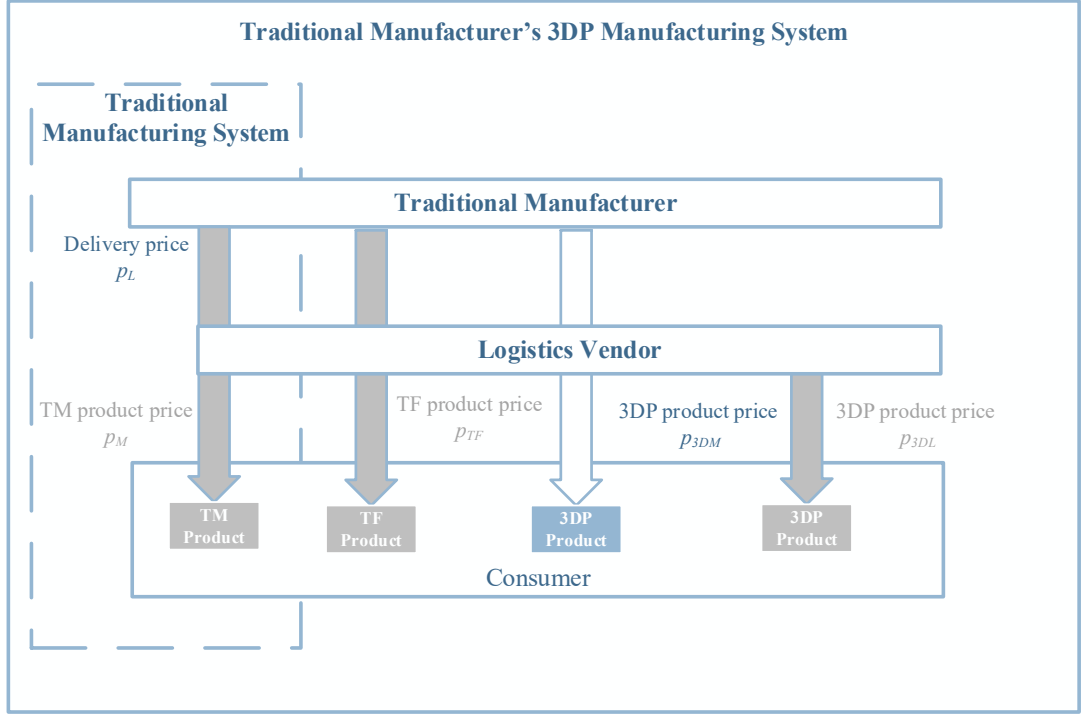 Traditional Manufacturer's 3DP Manufacturing System
Traditional
Manufacturing System
Traditional Manufacturer
Delivery price
pL
Logistics Vendor
TM product price
pM
TF product price
pTF
3DP product price
p3DM
3DP product price
p3DL
TM
Product
TF
Product
3DP
Product
3DP
Product
Consumer